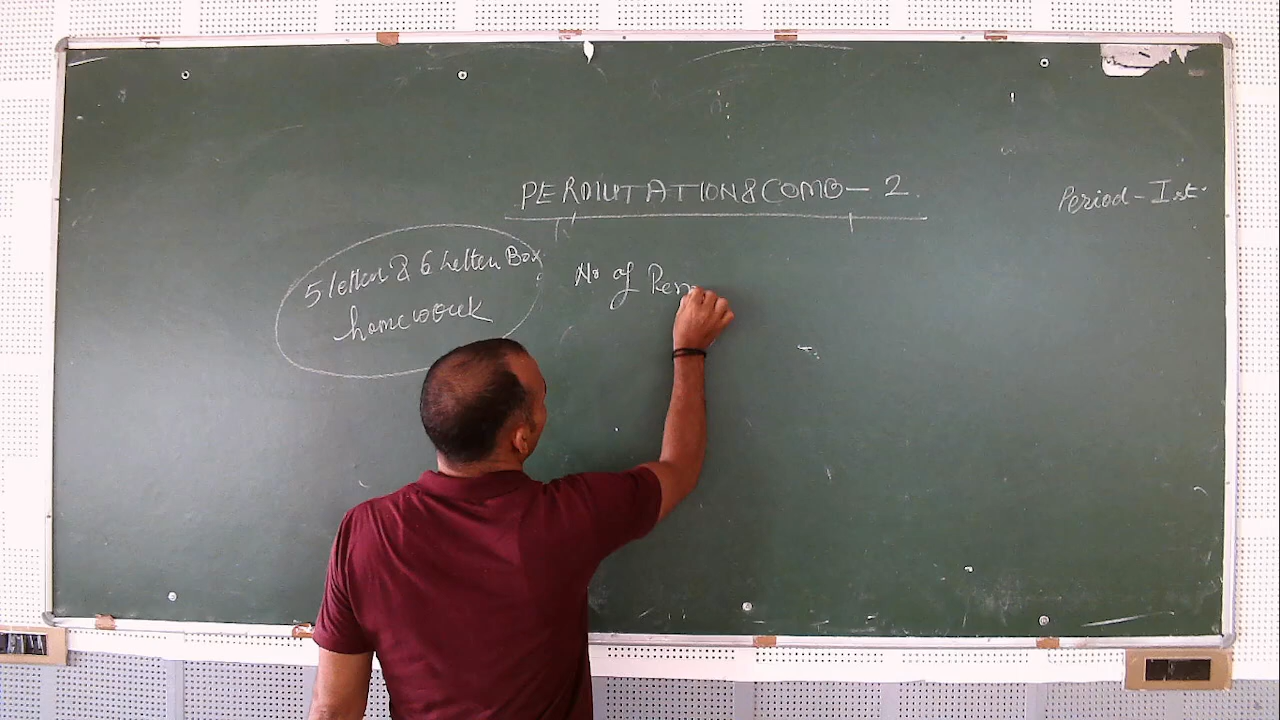 PERMUTATION & COMB - 2.
Period - Ist
5 letter & 6 letter Box
homework
No of Per